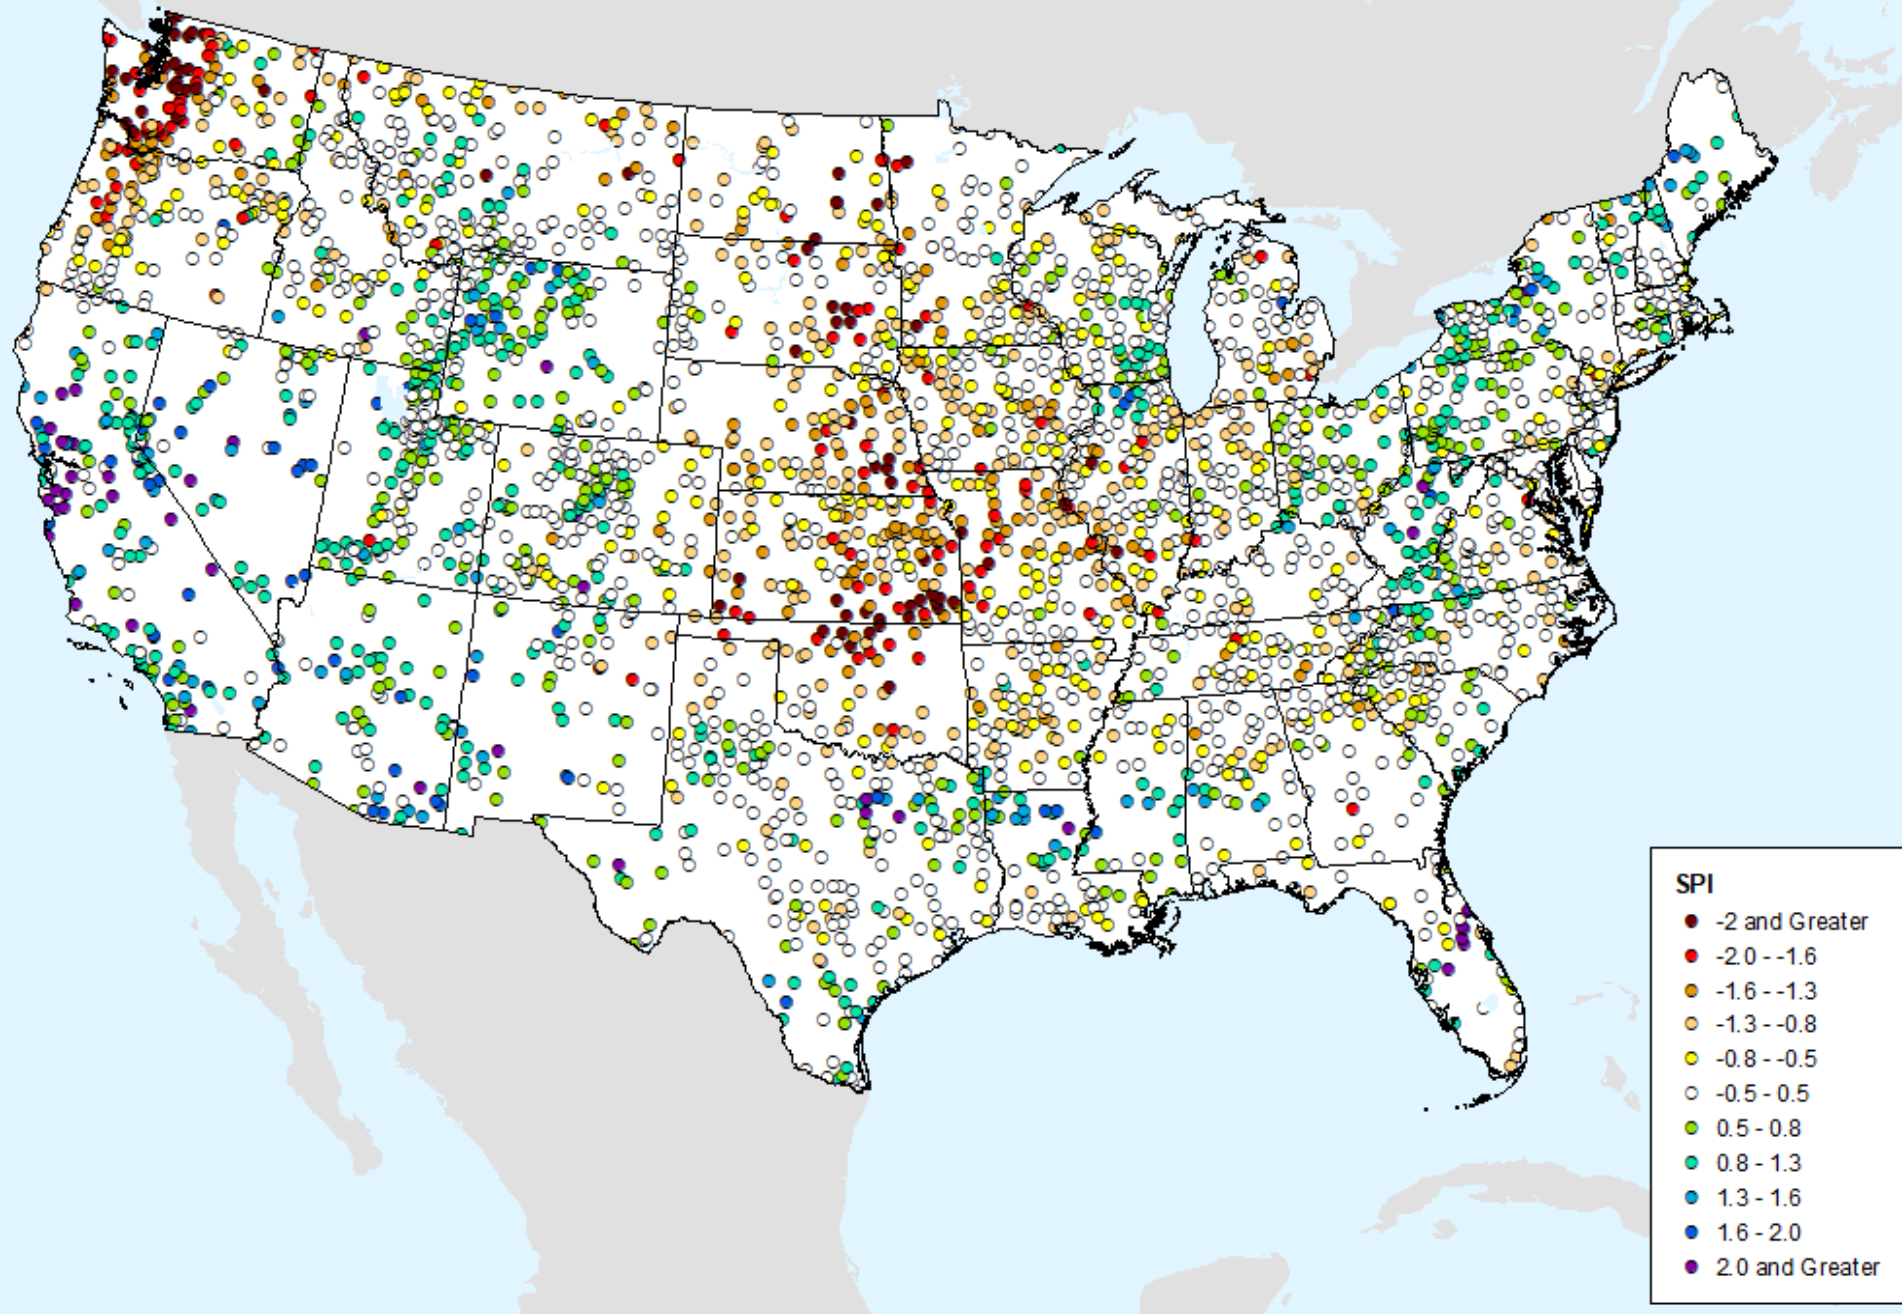 SPI
-2 and Greater
-2.0 - -1.6
-1.6 - -1.3
-1.3 - -0.8
-0.8 - -0.5
-0.5 - 0.5
0.5 - 0.8
0.8 - 1.3
1.3 - 1.6
1.6 - 2.0
2.0 and Greater